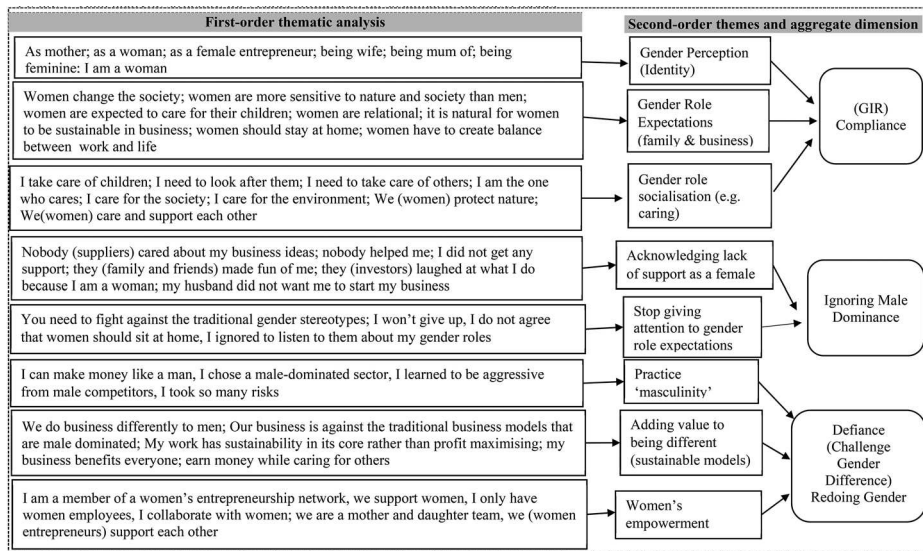 First-order thematic analysis
Second-order themes and aggregate dimension
As mother; as a woman; as a female entrepreneur; being wife; being mum of; being
feminine: I am a woman
Gender Perception
(Identity)
Women change the society; women are more sensitive to nature and society than men;
women are expected to care for their children; women are relational; it is natural for women
to be sustainable in business; women should stay at home; women have to create balance
between work and life
Gender Role
Expectations
(family & business)
(GIR)
Compliance
I take care of children; I need to look after them; I need to take care of others; I am the one
who cares; I care for the society; I care for the environment; We (women) protect nature;
We(women) care and support each other
Gender role
socialisation (e.g.
caring)
Nobody (suppliers) cared about my business ideas; nobody helped me; I did not get any
support; they (family and friends) made fun of me; they (investors) laughed at what I do
because I am a woman; my husband did not want me to start my business
Acknowledging lack
of support as a female
Ignoring Male
Dominance
You need to fight against the traditional gender stereotypes; I won't give up, I do not agree
that women should sit at home, I ignored to listen to them about my gender roles
Stop giving
attention to gender
role expectations
I can make money like a man, I chose a male-dominated sector, I learned to be aggressive
from male competitors, I took so many risks
Practice
'masculinity'
We do business differently to men; Our business is against the traditional business models
that are male dominated; My work has sustainability in its core rather than profit maximising; my
business benefits everyone; earn money while caring for others
Adding value to
being different
(sustainable models)
Defiance
(Challenge
Gender
Difference)
Redoing Gender
I am a member of a women's entrepreneurship network, we support women, I only have
women employees, I collaborate with women; we are a mother and daughter team, we (women
entrepreneurs) support each other
Women's
empowerment